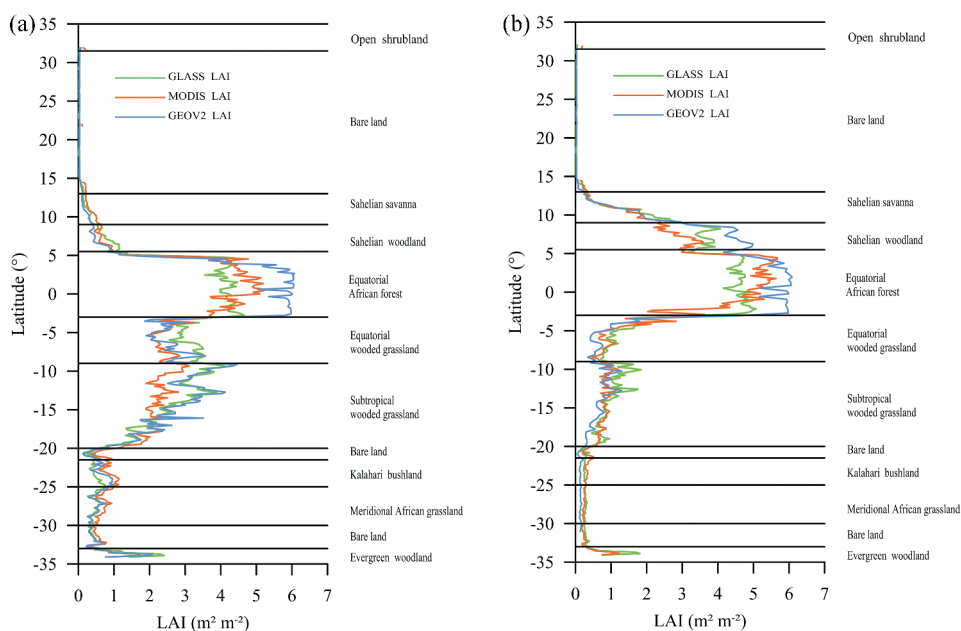 (a)
35
30
25
20
15
10
5
0
-5
-10
-15
-20
-25
-30
-35
Latitude (°)
0 1 2 3 4 5 6 7
LAI (m² m⁻²)
GLASS LAI
MODIS LAI
GEOV2 LAI
Open shrubland
Bare land
Sahelian savanna
Sahelian woodland
Equatorial
African forest
Equatorial
wooded grassland
Subtropical
wooded grassland
Bare land
Kalahari bushland
Meridional African grassland
Bare land
Evergreen woodland
(b)
35
30
25
20
15
10
5
0
-5
-10
-15
-20
-25
-30
-35
Latitude (°)
0 1 2 3 4 5 6 7
LAI (m² m⁻²)
GLASS LAI
MODIS LAI
GEOV2 LAI
Open shrubland
Bare land
Sahelian savanna
Sahelian woodland
Equatorial
African forest
Equatorial
wooded grassland
Subtropical
wooded grassland
Bare land
Kalahari bushland
Meridional African grassland
Bare land
Evergreen woodland